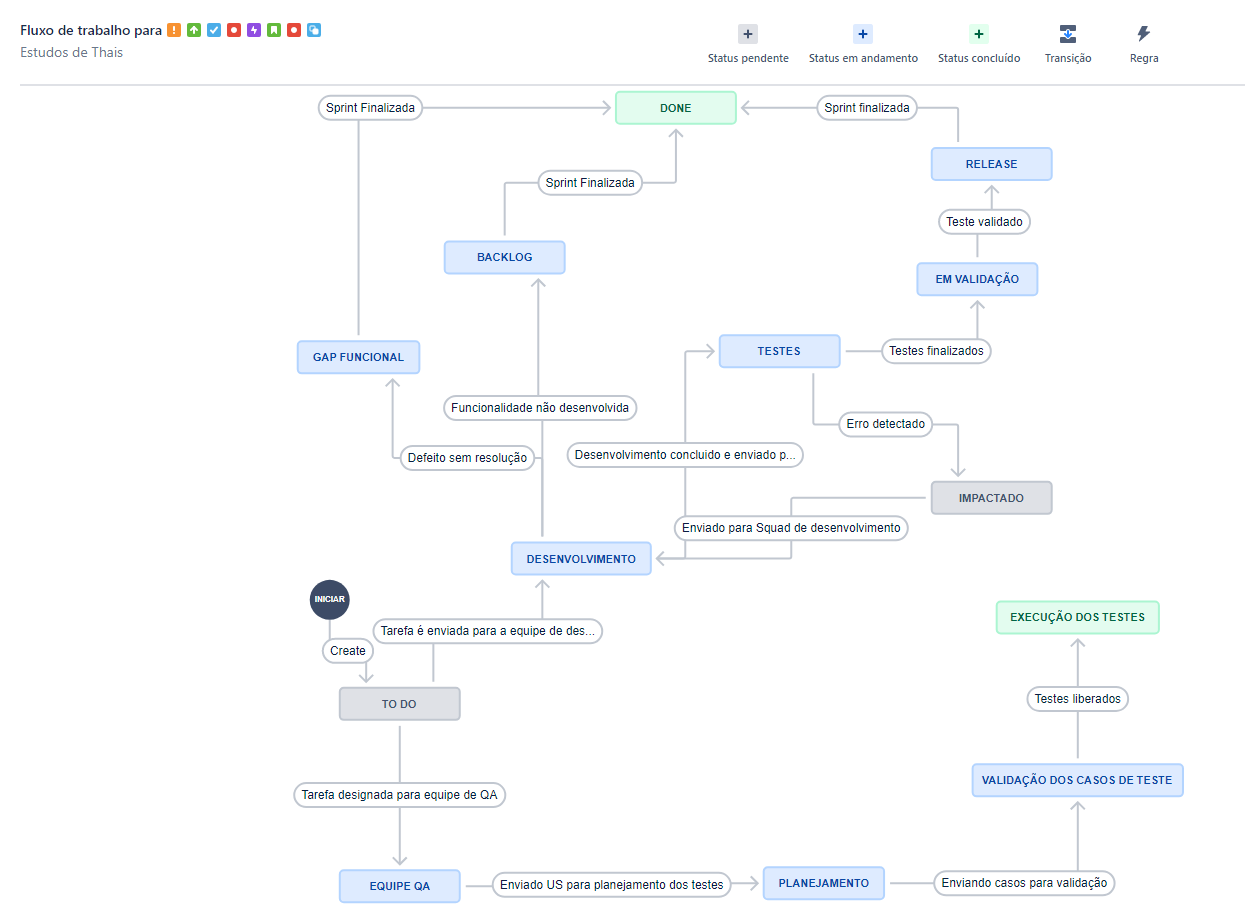 Fluxo de trabalho para
Estudos de Thais
Status pendente
Status em andamento
Status concluído
Transição
Regra
Sprint Finalizada
DONE
Sprint finalizada
RELEASE
Sprint Finalizada
Teste validado
BACKLOG
EM VALIDAÇÃO
GAP FUNCIONAL
TESTES
Testes finalizados
Funcionalidade não desenvolvida
Erro detectado
Defeito sem resolução
Desenvolvimento concluido e enviado p...
IMPACTADO
Enviado para Squad de desenvolvimento
DESENVOLVIMENTO
INICIAR
EXECUÇÃO DOS TESTES
Tarefa é enviada para a equipe de des...
Create
Testes liberados
TO DO
VALIDAÇÃO DOS CASOS DE TESTE
Tarefa designada para equipe de QA
EQUIPE QA
Enviado US para planejamento dos testes
PLANEJAMENTO
Enviando casos para validação